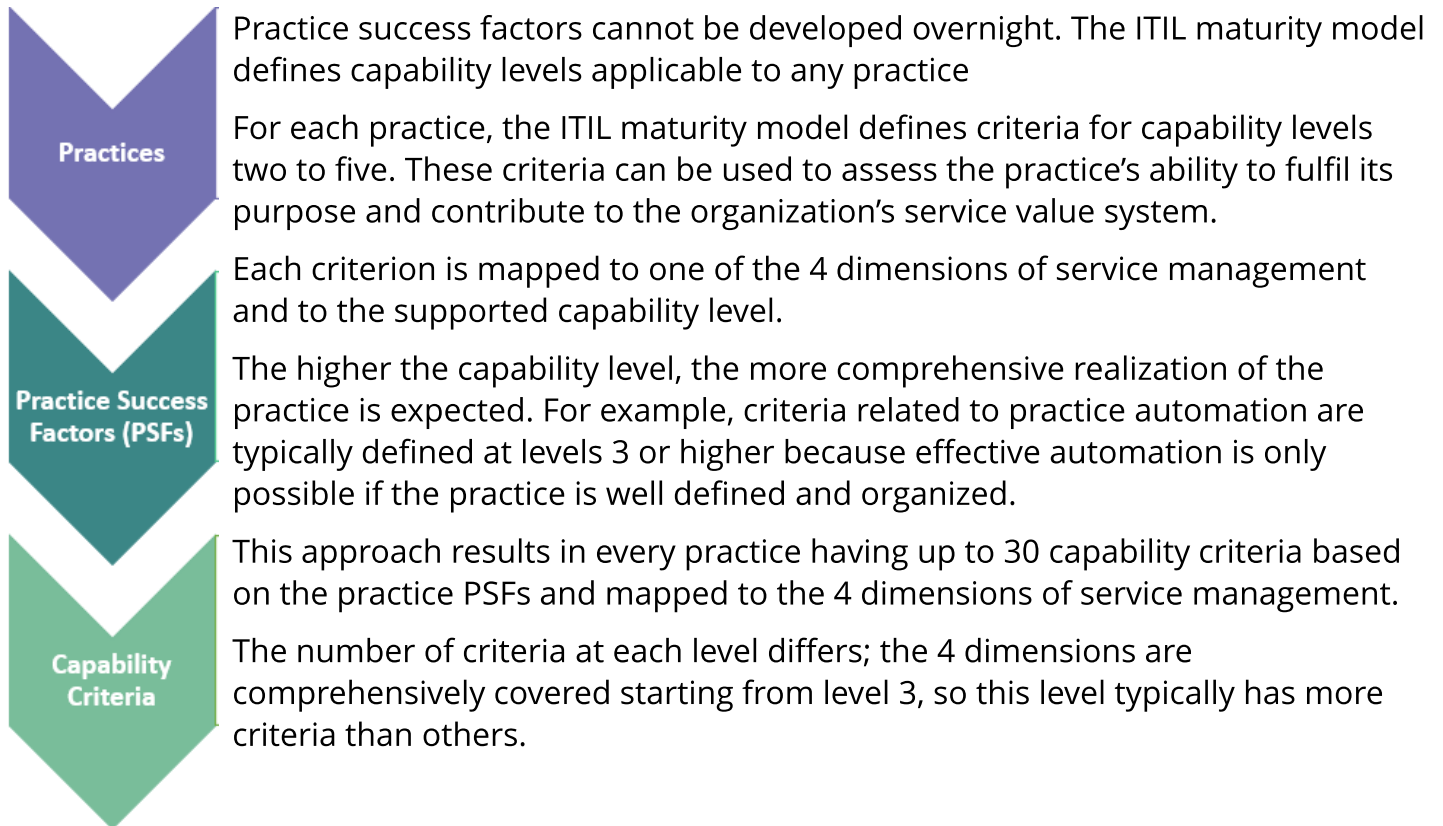 Practice success factors cannot be developed overnight. The ITIL maturity model
defines capability levels applicable to any practice
Practices
For each practice, the ITIL maturity model defines criteria for capability levels
two to five. These criteria can be used to assess the practice’s ability to fulfil its
purpose and contribute to the organization’s service value system.
Each criterion is mapped to one of the 4 dimensions of service management
and to the supported capability level.
Practice Success
Factors (PSFs)
The higher the capability level, the more comprehensive realization of the
practice is expected. For example, criteria related to practice automation are
typically defined at levels 3 or higher because effective automation is only
possible if the practice is well defined and organized.
This approach results in every practice having up to 30 capability criteria based
on the practice PSFs and mapped to the 4 dimensions of service management.
Capability
Criteria
The number of criteria at each level differs; the 4 dimensions are
comprehensively covered starting from level 3, so this level typically has more
criteria than others.